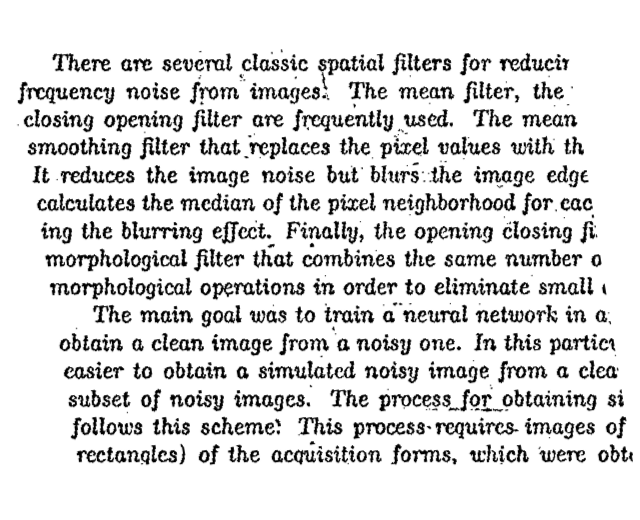 There are several classic spatial filters for reducin
frequency noise from images. The mean filter, the
closing opening filter are frequently used. The mean
smoothing filter that replaces the pixel values with th
It reduces the image noise but blurs the image edge
calculates the median of the pixel neighborhood for eac
ing the blurring effect. Finally, the opening closing fi
morphological filter that combines the same number o
morphological operations in order to eliminate small
The main goal was to train a neural network in a
obtain a clean image from a noisy one. In this partic
easier to obtain a simulated noisy image from a clea
subset of noisy images. The process for obtaining si
follows this scheme: This process requires images of
rectangles) of the acquisition forms, which were obt